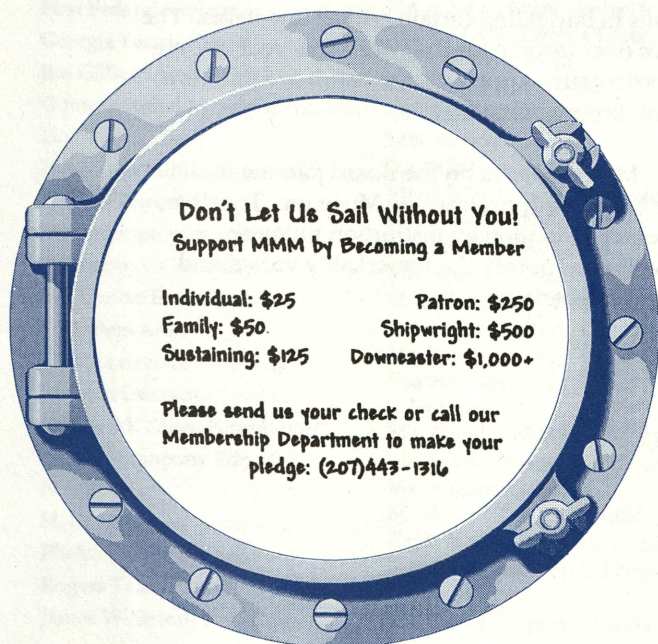 Don't Let Us Sail Without You!
Support MMM by Becoming a Member
Individual: $25
Family: $50
Sustaining: $125
Patron: $250
Shipwright: $500
Downeaster: $1,000+
Please send us your check or call our
Membership Department to make your
pledge: (207)443-1316